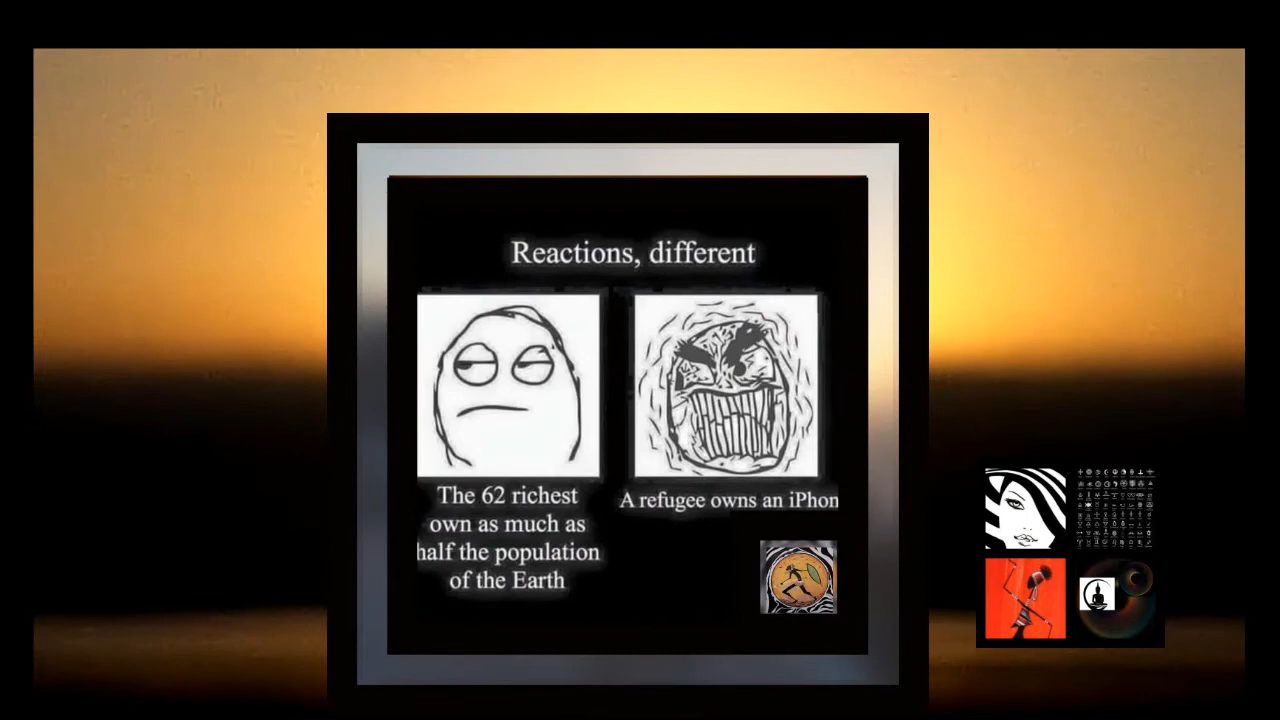 Reactions, different
The 62 richest
own as much as
half the population
of the Earth
A refugee owns an iPhon